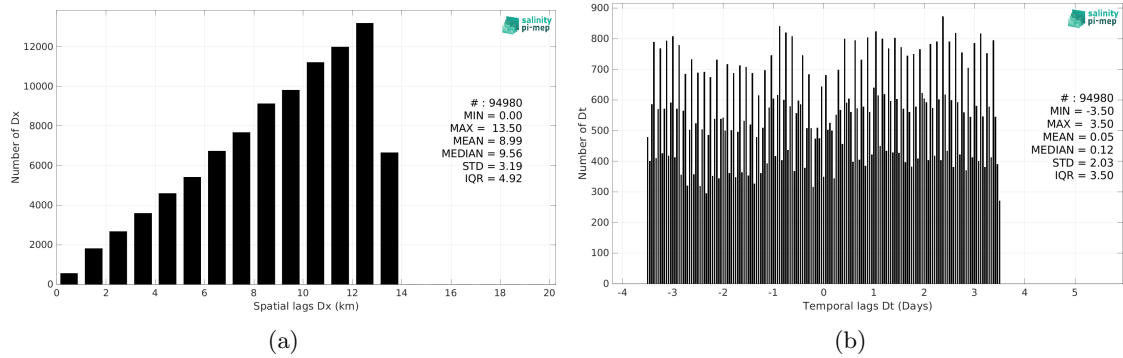 salinity
pi-mep
Number of Dx
12000
10000
8000
6000
4000
2000
0
# : 94980
MIN = 0.00
MAX = 13.50
MEAN = 8.99
MEDIAN = 9.56
STD = 3.19
IQR = 4.92
0 2 4 6 8 10 12 14 16 18 20
Spatial lags Dx (km)
(a)
salinity
pi-mep
Number of Dt
900
800
700
600
500
400
300
200
100
0
# : 94980
MIN = -3.50
MAX = 3.50
MEAN = 0.05
MEDIAN = 0.12
STD = 2.03
IQR = 3.50
-4 -3 -2 -1 0 1 2 3 4 5
Temporal lags Dt (Days)
(b)